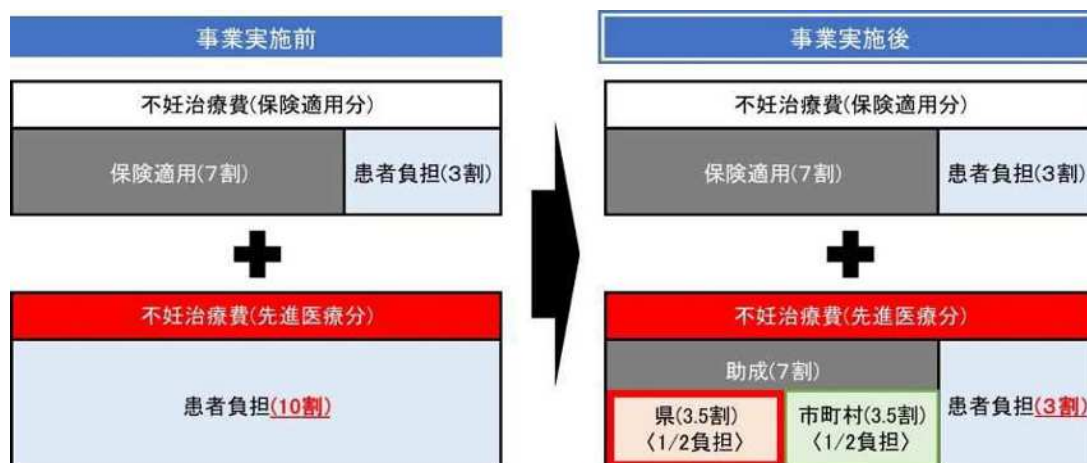 事業実施前
不妊治療費(保険適用分)
保険適用(7割)
患者負担(3割)
不妊治療費(先進医療分)
患者負担(10割)
事業実施後
不妊治療費(保険適用分)
保険適用(7割)
患者負担(3割)
不妊治療費(先進医療分)
助成(7割)
県(3.5割)
〈1/2負担〉
市町村(3.5割)
〈1/2負担〉
患者負担(3割)